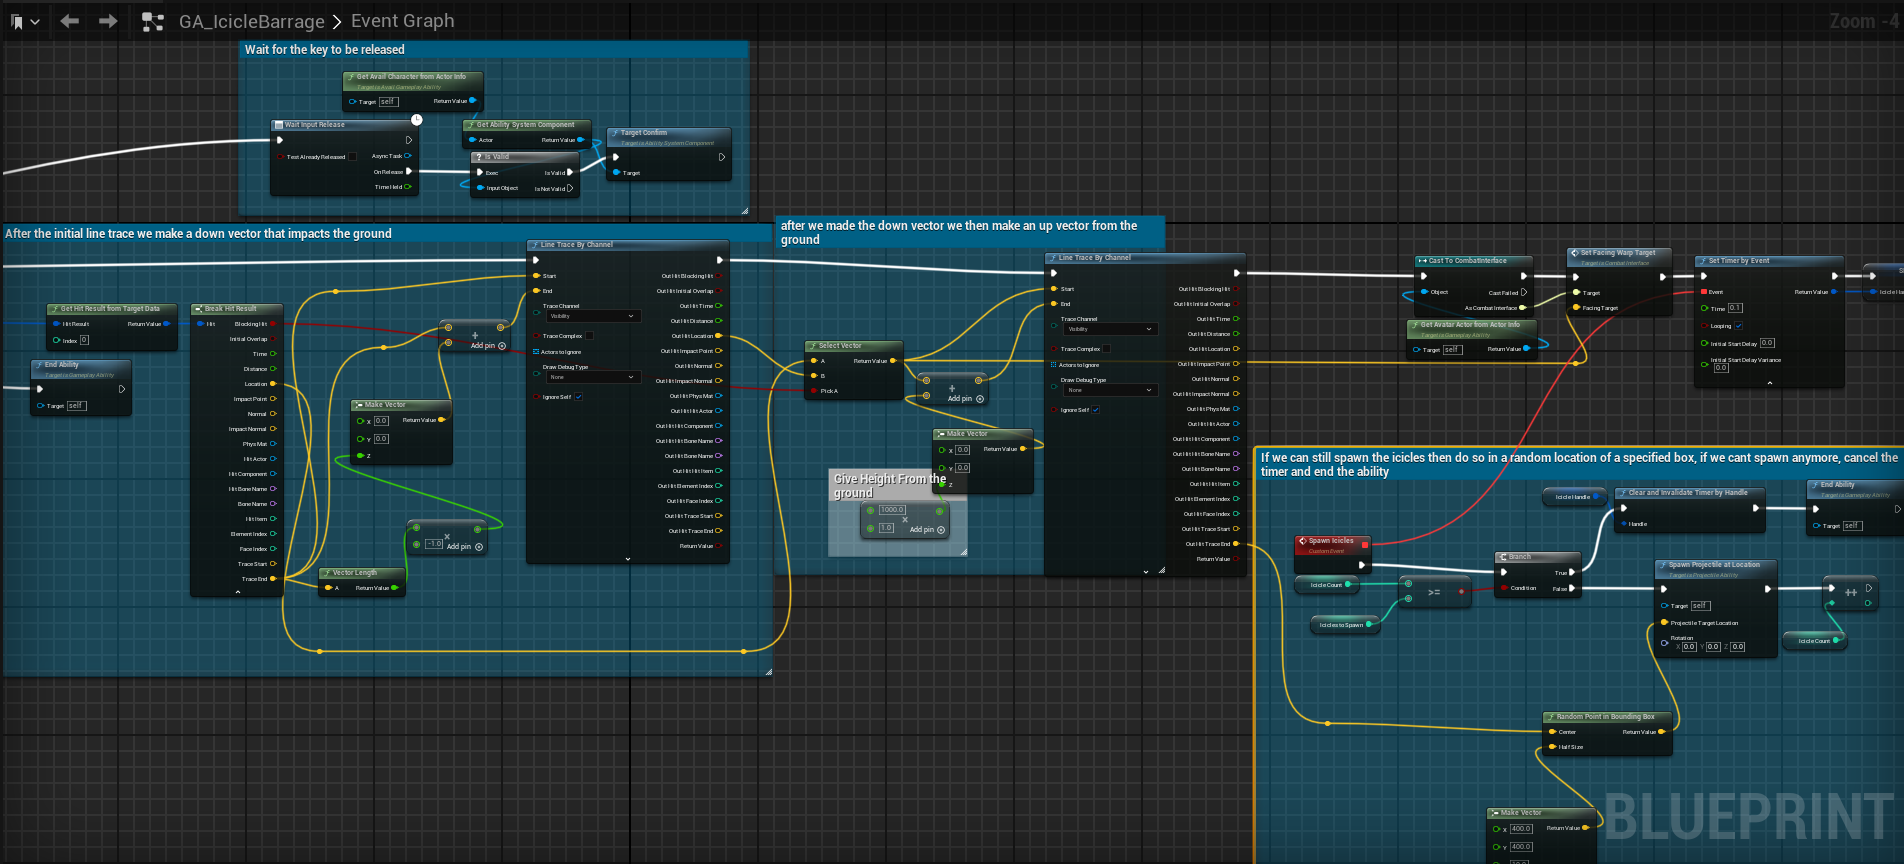 GA_IcicleBarrage > Event Graph
Zoom -4
Wait for the key to be released
Get Avail Character from Actor Info
Target is Avail Gameplay Ability
Target self
Return Value
Wait Input Release
Test Already Released
Async Task
On Release
Time Held
Get Ability System Component
Actor
Return Value
Is Valid
Exec
Is Valid
Input Object
Is Not Valid
Target Confirm
Target is Ability System Component
Target
After the initial line trace we make a down vector that impacts the ground
Get Hit Result from Target Data
Hit Result
Return Value
Index 0
End Ability
Target is Gameplay Ability
Target self
Break Hit Result
Hit
Blocking Hit
Initial Overlap
Time
Distance
Location
Impact Point
Normal
Impact Normal
Phys Mat
Hit Actor
Hit Component
Hit Bone Name
Bone Name
Hit Item
Element Index
Face Index
Trace Start
Trace End
Make Vector
X 0.0
Return Value
Y 0.0
Z
Vector Length
A
Return Value
-1.0
Add pin
Add pin
Line Trace By Channel
Start
End
Trace Channel
Visibility
Trace Complex
Actors to Ignore
Draw Debug Type
None
Ignore Self
Out Hit Blocking Hit
Out Hit Initial Overlap
Out Hit Time
Out Hit Distance
Out Hit Location
Out Hit Impact Point
Out Hit Normal
Out Hit Impact Normal
Out Hit Phys Mat
Out Hit Hit Actor
Out Hit Hit Component
Out Hit Hit Bone Name
Out Hit Bone Name
Out Hit Hit Item
Out Hit Element Index
Out Hit Face Index
Out Hit Trace Start
Out Hit Trace End
Return Value
after we made the down vector we then make an up vector from the
ground
Select Vector
A
Return Value
B
Pick A
Add pin
Make Vector
X 0.0
Return Value
Y 0.0
Z
Give Height From the
ground
1000.0
1.0
Add pin
Line Trace By Channel
Start
End
Trace Channel
Visibility
Trace Complex
Actors to Ignore
Draw Debug Type
None
Ignore Self
Out Hit Blocking Hit
Out Hit Initial Overlap
Out Hit Time
Out Hit Distance
Out Hit Location
Out Hit Impact Point
Out Hit Normal
Out Hit Impact Normal
Out Hit Phys Mat
Out Hit Hit Actor
Out Hit Hit Component
Out Hit Hit Bone Name
Out Hit Bone Name
Out Hit Hit Item
Out Hit Element Index
Out Hit Face Index
Out Hit Trace Start
Out Hit Trace End
Return Value
Cast To CombatInterface
Object
Cast Failed
As Combat Interface
Get Avatar Actor from Actor Info
Target is Gameplay Ability
Target self
Return Value
Set Facing Warp Target
Target is Combat Interface
Target
Facing Target
Set Timer by Event
Event
Return Value
Time 0.1
Looping
Initial Start Delay 0.0
Initial Start Delay Variance
0.0
If we can still spawn the icicles then do so in a random location of a specified box, if we cant spawn anymore, cancel the
timer and end the ability
Icicle Handle
Clear and Invalidate Timer by Handle
Handle
End Ability
Target is Gameplay Ability
Target self
Spawn Icicles
Custom Event
Icicle Count
>=
Icicles to Spawn
Branch
True
Condition
False
Spawn Projectile at Location
Target is Projectile Ability
Target self
Projectile Target Location
Rotation
X 0.0 Y 0.0 Z 0.0
++
Icicle Count
Random Point in Bounding Box
Center
Return Value
Half Size
Make Vector
X 400.0
Return Value
Y 400.0
BLUEPRINT